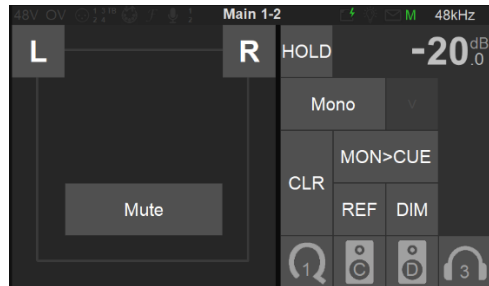 48V OV Main 1-2 M 48kHz
L R HOLD -20.0 dB
Mono V
MON>CUE
CLR
Mute REF DIM
1 C D 3